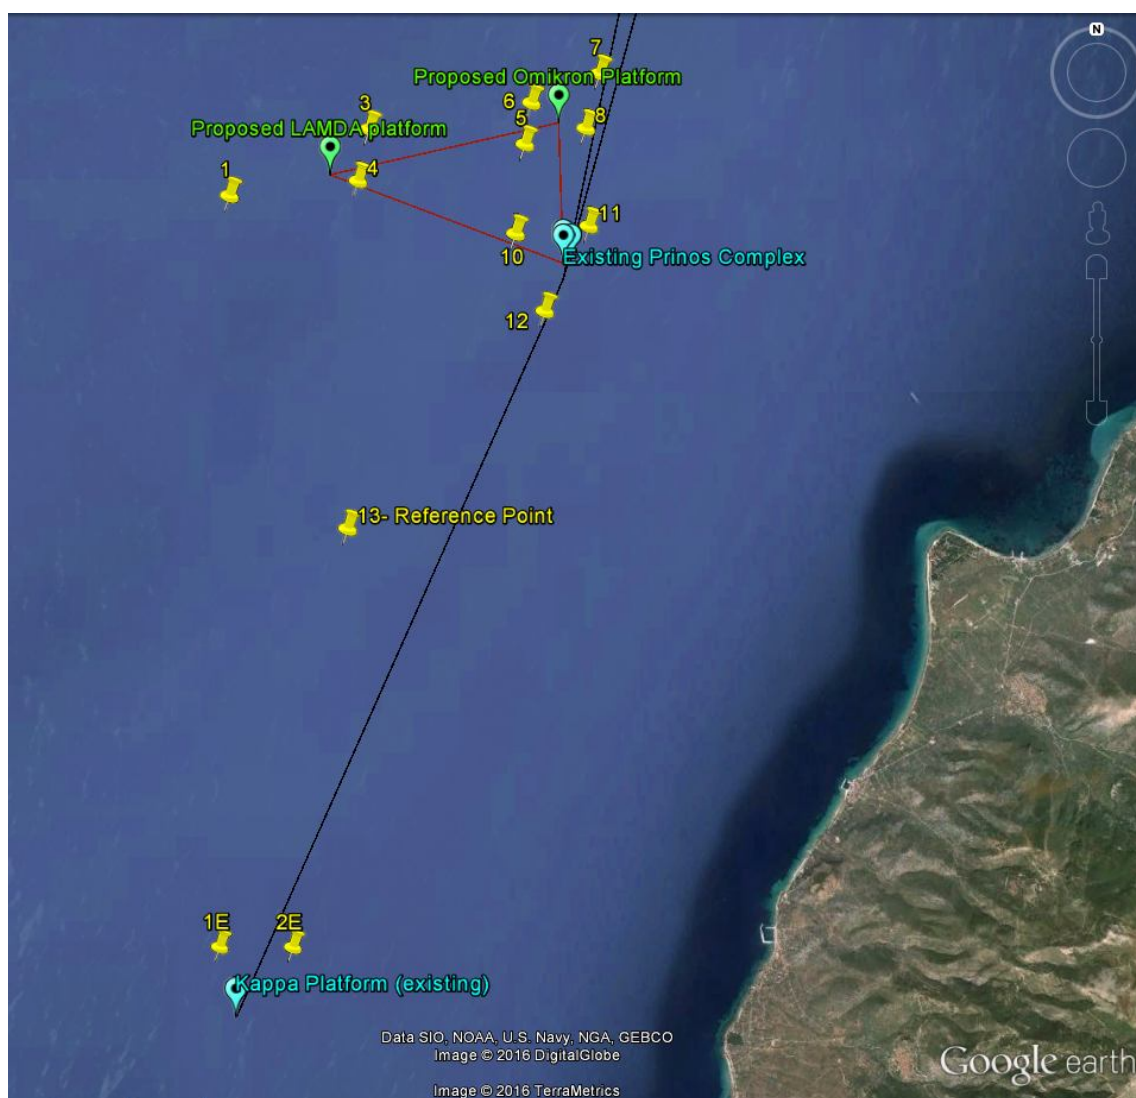 N
7
Proposed Omikron Platform
6
3
5
8
Proposed LAMDA platform
1
4
11
10
Existing Prinos Complex
12
13- Reference Point
1E
2E
Kappa Platform (existing)
Data SIO, NOAA, U.S. Navy, NGA, GEBCO
Image © 2016 DigitalGlobe
Image © 2016 TerraMetrics
Google earth